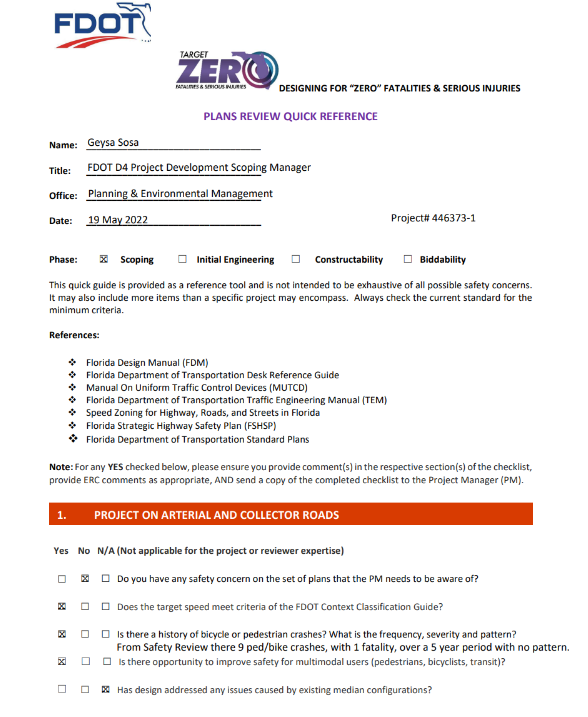 FDOT
TARGET
ZERO
FATALITIES & SERIOUS INJURIES
DESIGNING FOR "ZERO" FATALITIES & SERIOUS INJURIES
PLANS REVIEW QUICK REFERENCE
Name: Geysa Sosa
Title: FDOT D4 Project Development Scoping Manager
Office: Planning & Environmental Management
Date: 19 May 2022 Project# 446373-1
Phase: ☒ Scoping ☐ Initial Engineering ☐ Constructability ☐ Biddability
This quick guide is provided as a reference tool and is not intended to be exhaustive of all possible safety concerns.
It may also include more items than a specific project may encompass. Always check the current standard for the
minimum criteria.
References:
❖ Florida Design Manual (FDM)
❖ Florida Department of Transportation Desk Reference Guide
❖ Manual On Uniform Traffic Control Devices (MUTCD)
❖ Florida Department of Transportation Traffic Engineering Manual (TEM)
❖ Speed Zoning for Highway, Roads, and Streets in Florida
❖ Florida Strategic Highway Safety Plan (FSHSP)
❖ Florida Department of Transportation Standard Plans
Note: For any YES checked below, please ensure you provide comment(s) in the respective section(s) of the checklist,
provide ERC comments as appropriate, AND send a copy of the completed checklist to the Project Manager (PM).
1. PROJECT ON ARTERIAL AND COLLECTOR ROADS
Yes No N/A (Not applicable for the project or reviewer expertise)
☐ ☒ ☐ Do you have any safety concern on the set of plans that the PM needs to be aware of?
☒ ☐ ☐ Does the target speed meet criteria of the FDOT Context Classification Guide?
☒ ☐ ☐ Is there a history of bicycle or pedestrian crashes? What is the frequency, severity and pattern?
From Safety Review there 9 ped/bike crashes, with 1 fatality, over a 5 year period with no pattern.
☒ ☐ ☐ Is there opportunity to improve safety for multimodal users (pedestrians, bicyclists, transit)?
☐ ☐ ☒ Has design addressed any issues caused by existing median configurations?